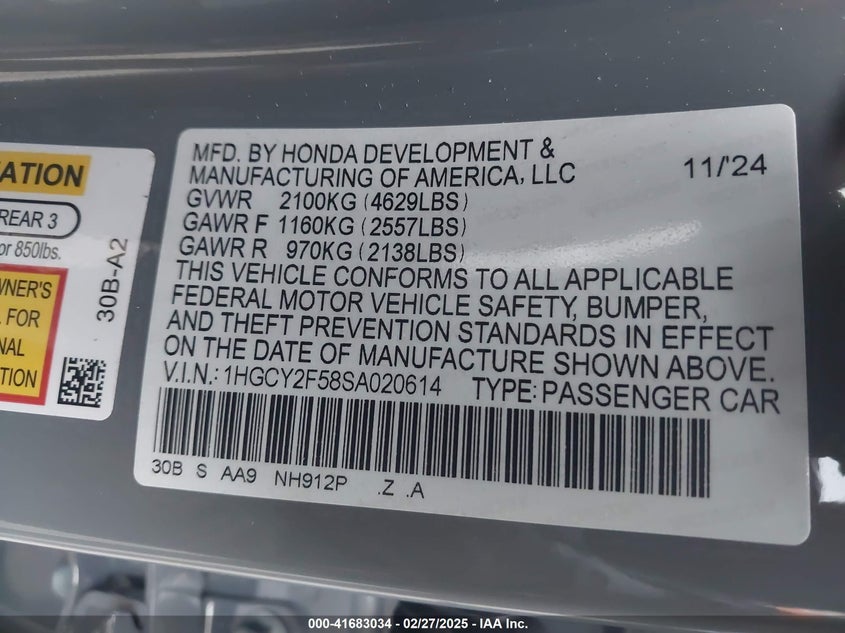 ATION
REAR 3
or 850lbs.
WNER'S
FOR
NAL
TION
30B-A2
MFD. BY HONDA DEVELOPMENT &
MANUFACTURING OF AMERICA, LLC 11/'24
GVWR 2100KG (4629LBS)
GAWR F 1160KG (2557LBS)
GAWR R 970KG (2138LBS)
THIS VEHICLE CONFORMS TO ALL APPLICABLE
FEDERAL MOTOR VEHICLE SAFETY, BUMPER,
AND THEFT PREVENTION STANDARDS IN EFFECT
ON THE DATE OF MANUFACTURE SHOWN ABOVE.
V.I.N.: 1HGCY2F58SA020614 TYPE: PASSENGER CAR
30B S AA9 NH912P .Z .A
000-41683034 - 02/27/2025 - IAA Inc.